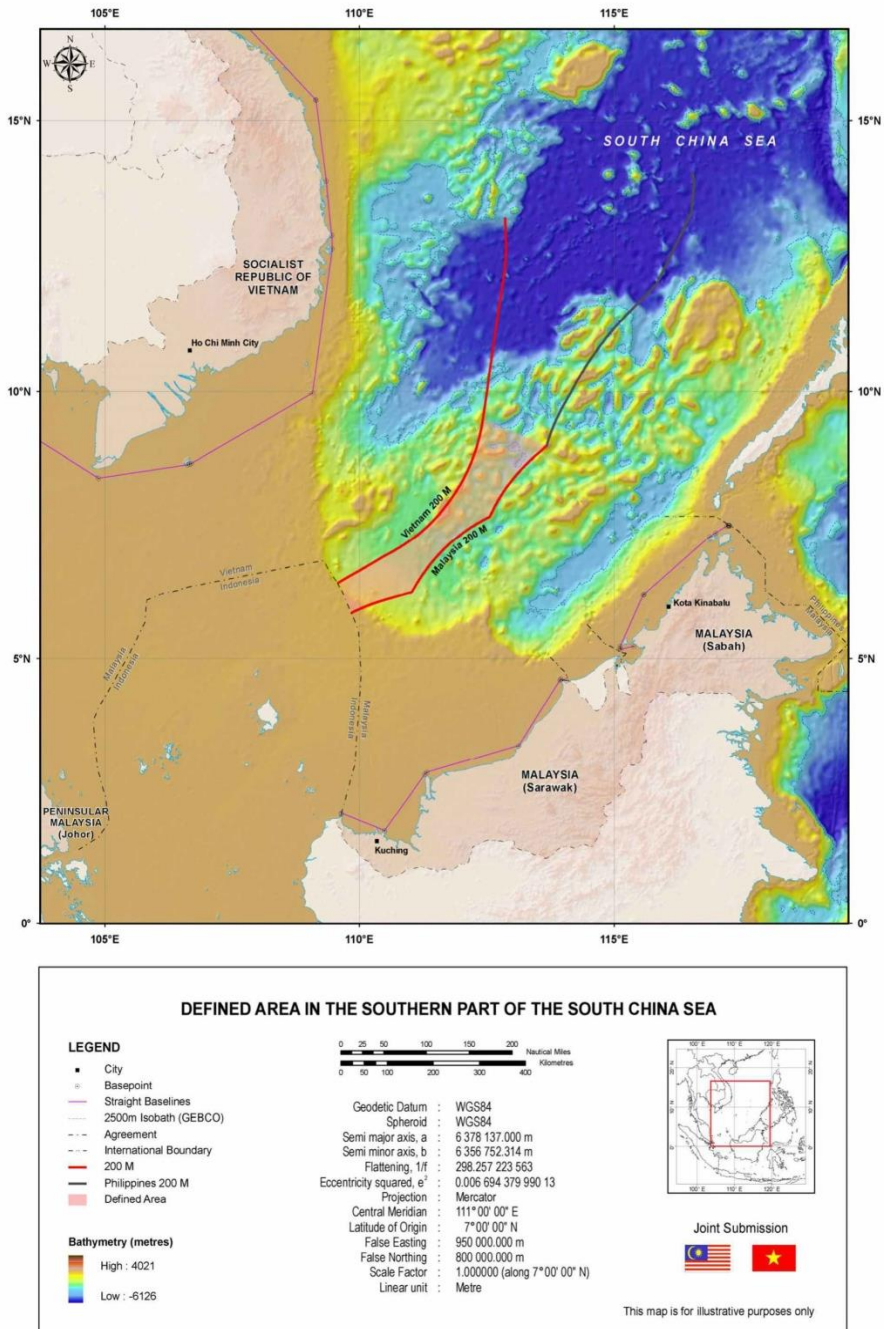 105°E 110°E 115°E
N
W E
S
15°N 15°N
SOUTH CHINA SEA
SOCIALIST
REPUBLIC OF
VIETNAM
Ho Chi Minh City
10°N 10°N
Vietnam 200 M
Malaysia 200 M
Vietnam
Indonesia
Kota Kinabalu
Philippines
Malaysia
MALAYSIA
(Sabah)
5°N 5°N
Malaysia
Indonesia
Malaysia
Indonesia
MALAYSIA
(Sarawak)
PENINSULAR
MALAYSIA
(Johor)
Kuching
0° 0°
105°E 110°E 115°E
DEFINED AREA IN THE SOUTHERN PART OF THE SOUTH CHINA SEA
LEGEND
City
Basepoint
Straight Baselines
2500m Isobath (GEBCO)
Agreement
International Boundary
200 M
Philippines 200 M
Defined Area
Bathymetry (metres)
High : 4021
Low : -6126
0 25 50 100 150 200
Nautical Miles
Kilometres
0 50 100 200 300 400
Geodetic Datum : WGS84
Spheroid : WGS84
Semi major axis, a : 6 378 137.000 m
Semi minor axis, b : 6 356 752.314 m
Flattening, 1/f : 298.257 223 563
Eccentricity squared, e² : 0.006 694 379 990 13
Projection : Mercator
Central Meridian : 111° 00' 00" E
Latitude of Origin : 7° 00' 00" N
False Easting : 950 000.000 m
False Northing : 800 000.000 m
Scale Factor : 1.000000 (along 7° 00' 00" N)
Linear unit : Metre
100° E 110° E 120° E
20° N
10° N
0°
100° E 110° E 120° E
Joint Submission
This map is for illustrative purposes only